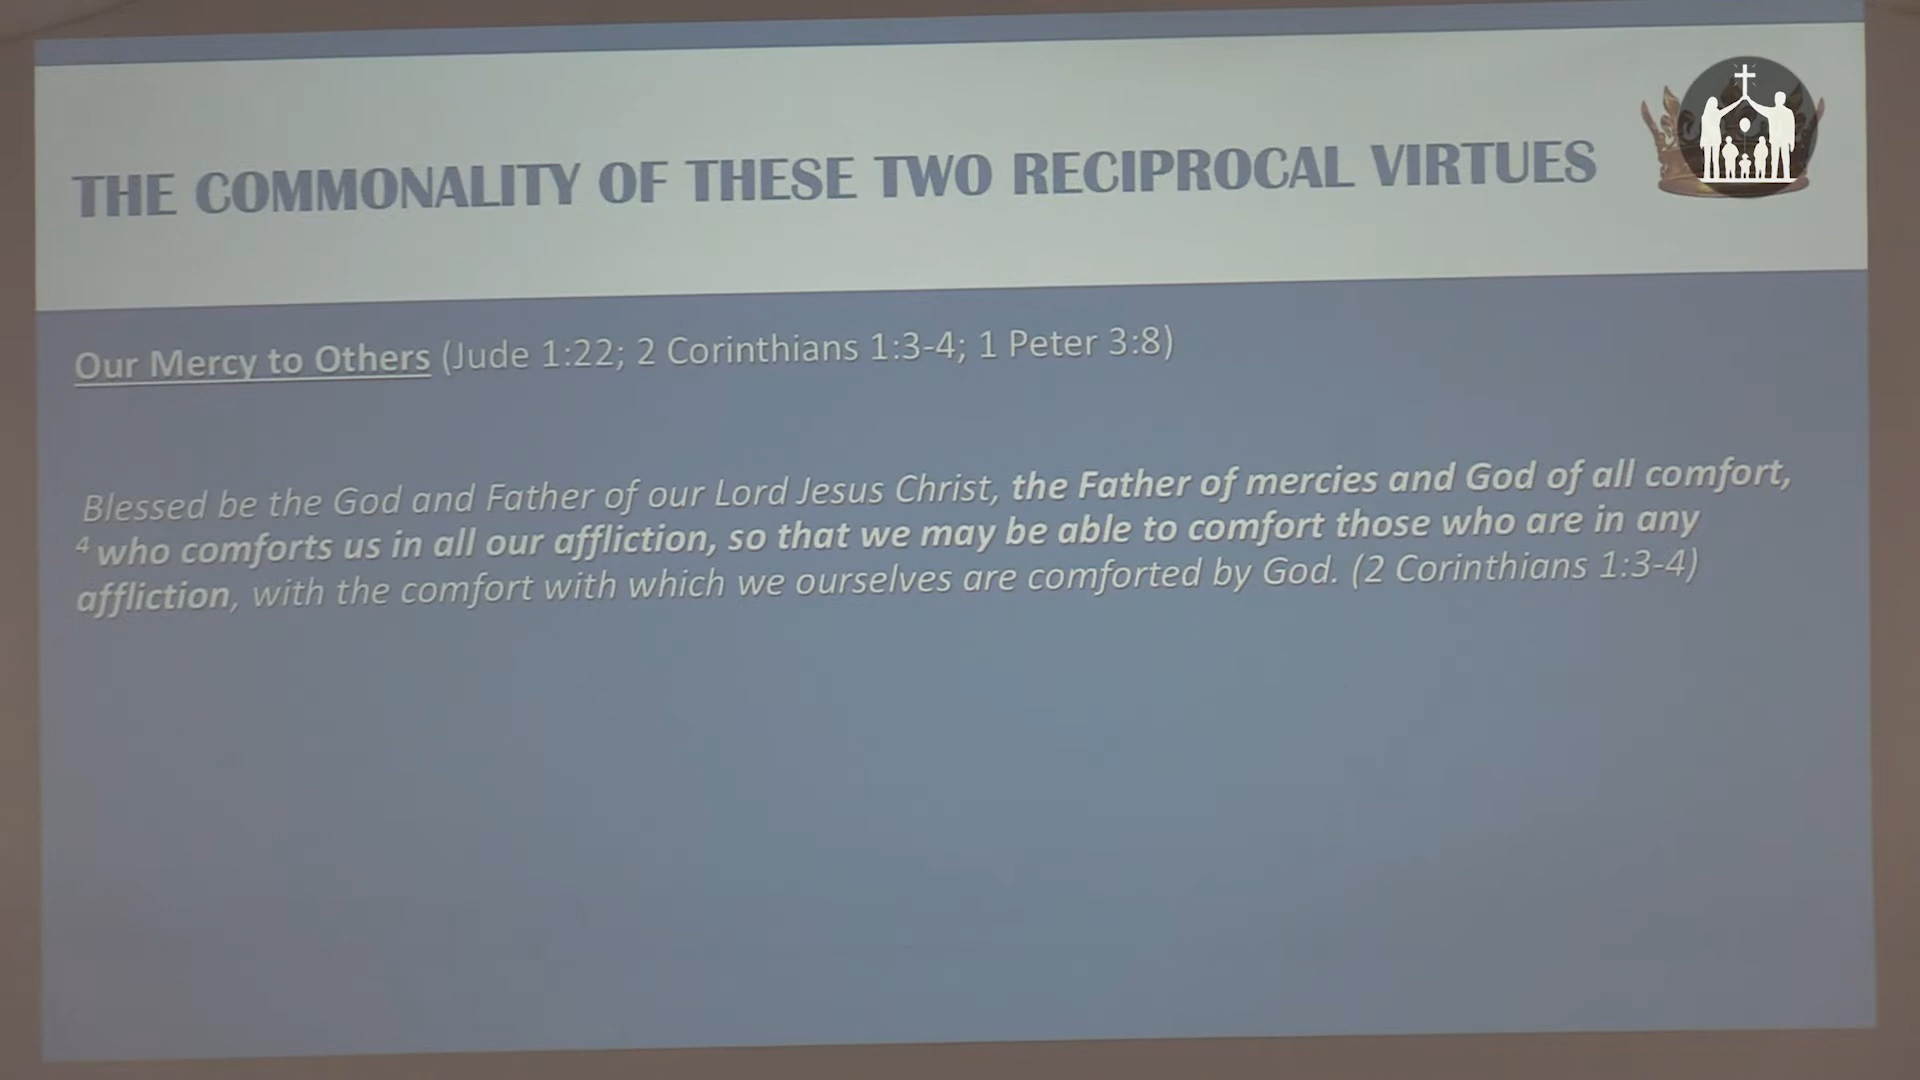 THE COMMONALITY OF THESE TWO RECIPROCAL VIRTUES
Our Mercy to Others (Jude 1:22; 2 Corinthians 1:3-4; 1 Peter 3:8)
Blessed be the God and Father of our Lord Jesus Christ, the Father of mercies and God of all comfort,
4 who comforts us in all our affliction, so that we may be able to comfort those who are in any
affliction, with the comfort with which we ourselves are comforted by God. (2 Corinthians 1:3-4)